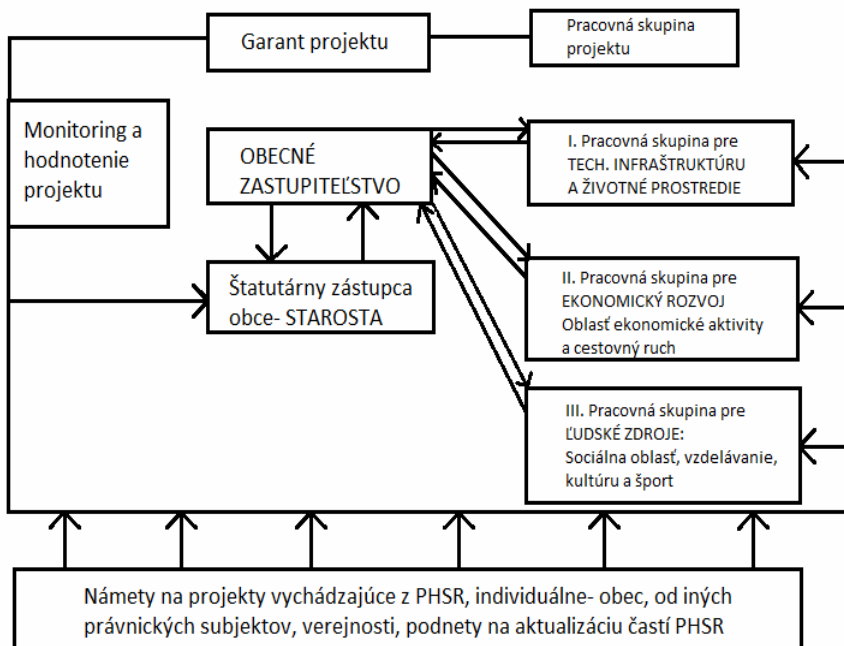 Garant projektu
Pracovná skupina
projektu
Monitoring a
hodnotenie
projektu
OBECNÉ
ZASTUPITEĽSTVO
I. Pracovná skupina pre
TECH. INFRAŠTRUKTÚRU
A ŽIVOTNÉ PROSTREDIE
Štatutárny zástupca
obce- STAROSTA
II. Pracovná skupina pre
EKONOMICKÝ ROZVOJ
Oblasť ekonomické aktivity
a cestovný ruch
III. Pracovná skupina pre
ĽUDSKÉ ZDROJE:
Sociálna oblasť, vzdelávanie,
kultúru a šport
Námety na projekty vychádzajúce z PHSR, individuálne- obec, od iných
právnických subjektov, verejnosti, podnety na aktualizáciu častí PHSR